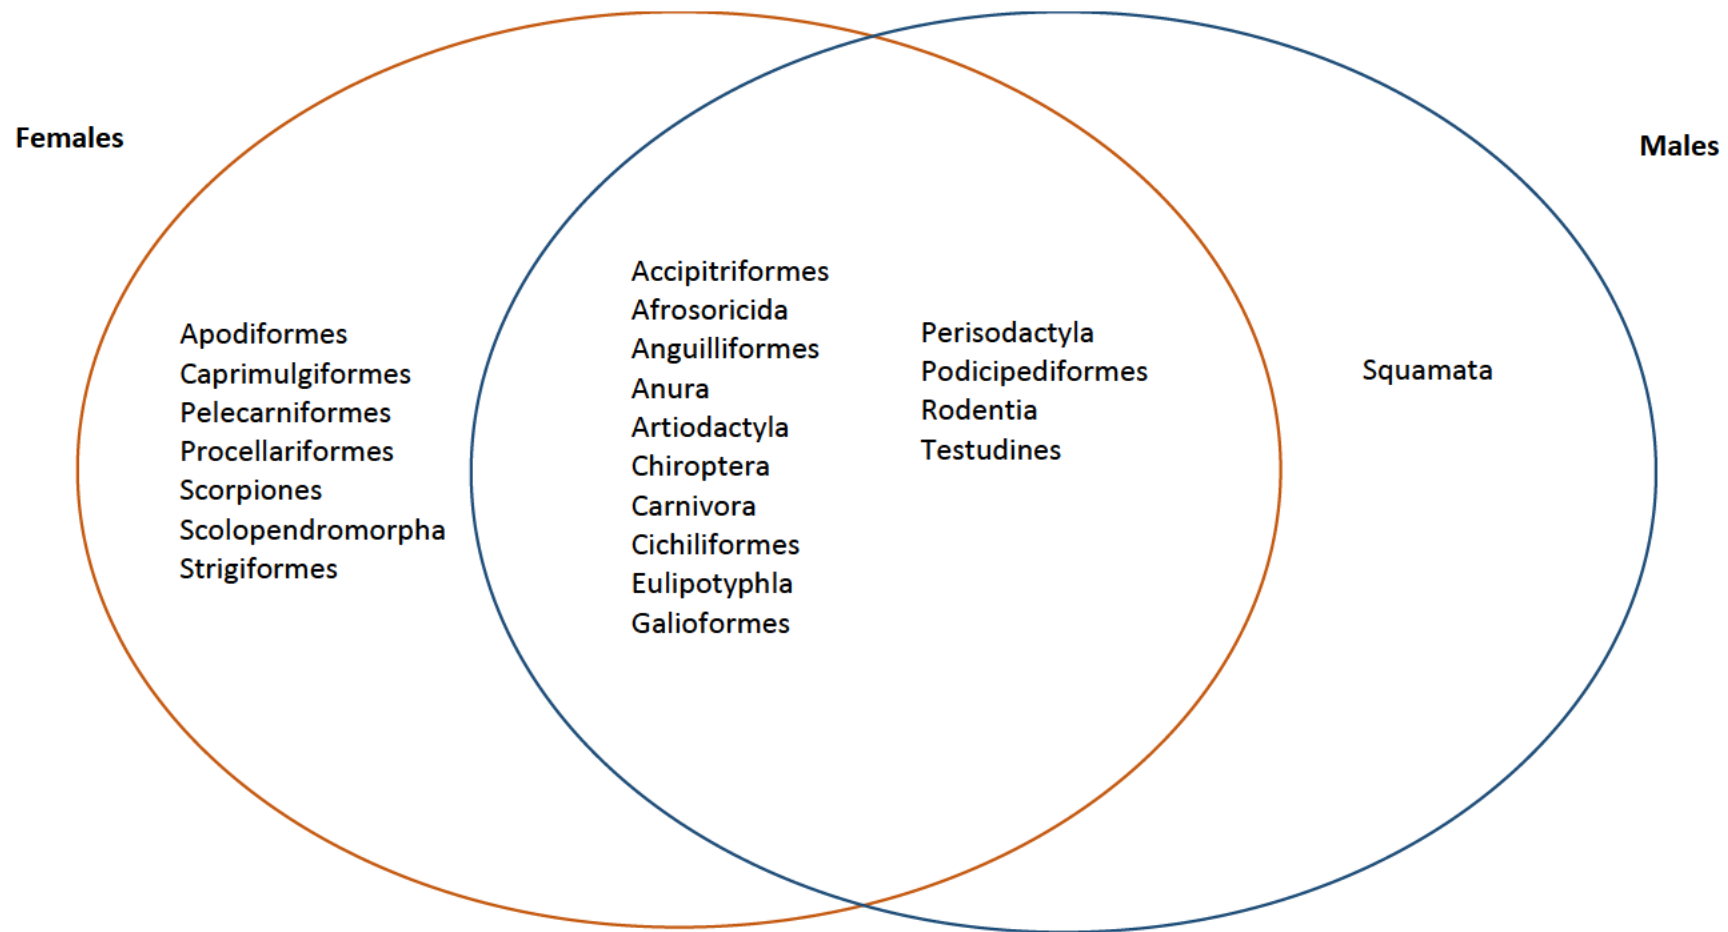 Females
Males
Apodiformes
Caprimulgiformes
Pelecarniformes
Procellariformes
Scorpiones
Scolopendromorpha
Strigiformes
Accipitriformes
Afrosoricida
Anguilliformes
Anura
Artiodactyla
Chiroptera
Carnivora
Cichiliformes
Eulipotyphla
Galioformes
Perisodactyla
Podicipediformes
Rodentia
Testudines
Squamata